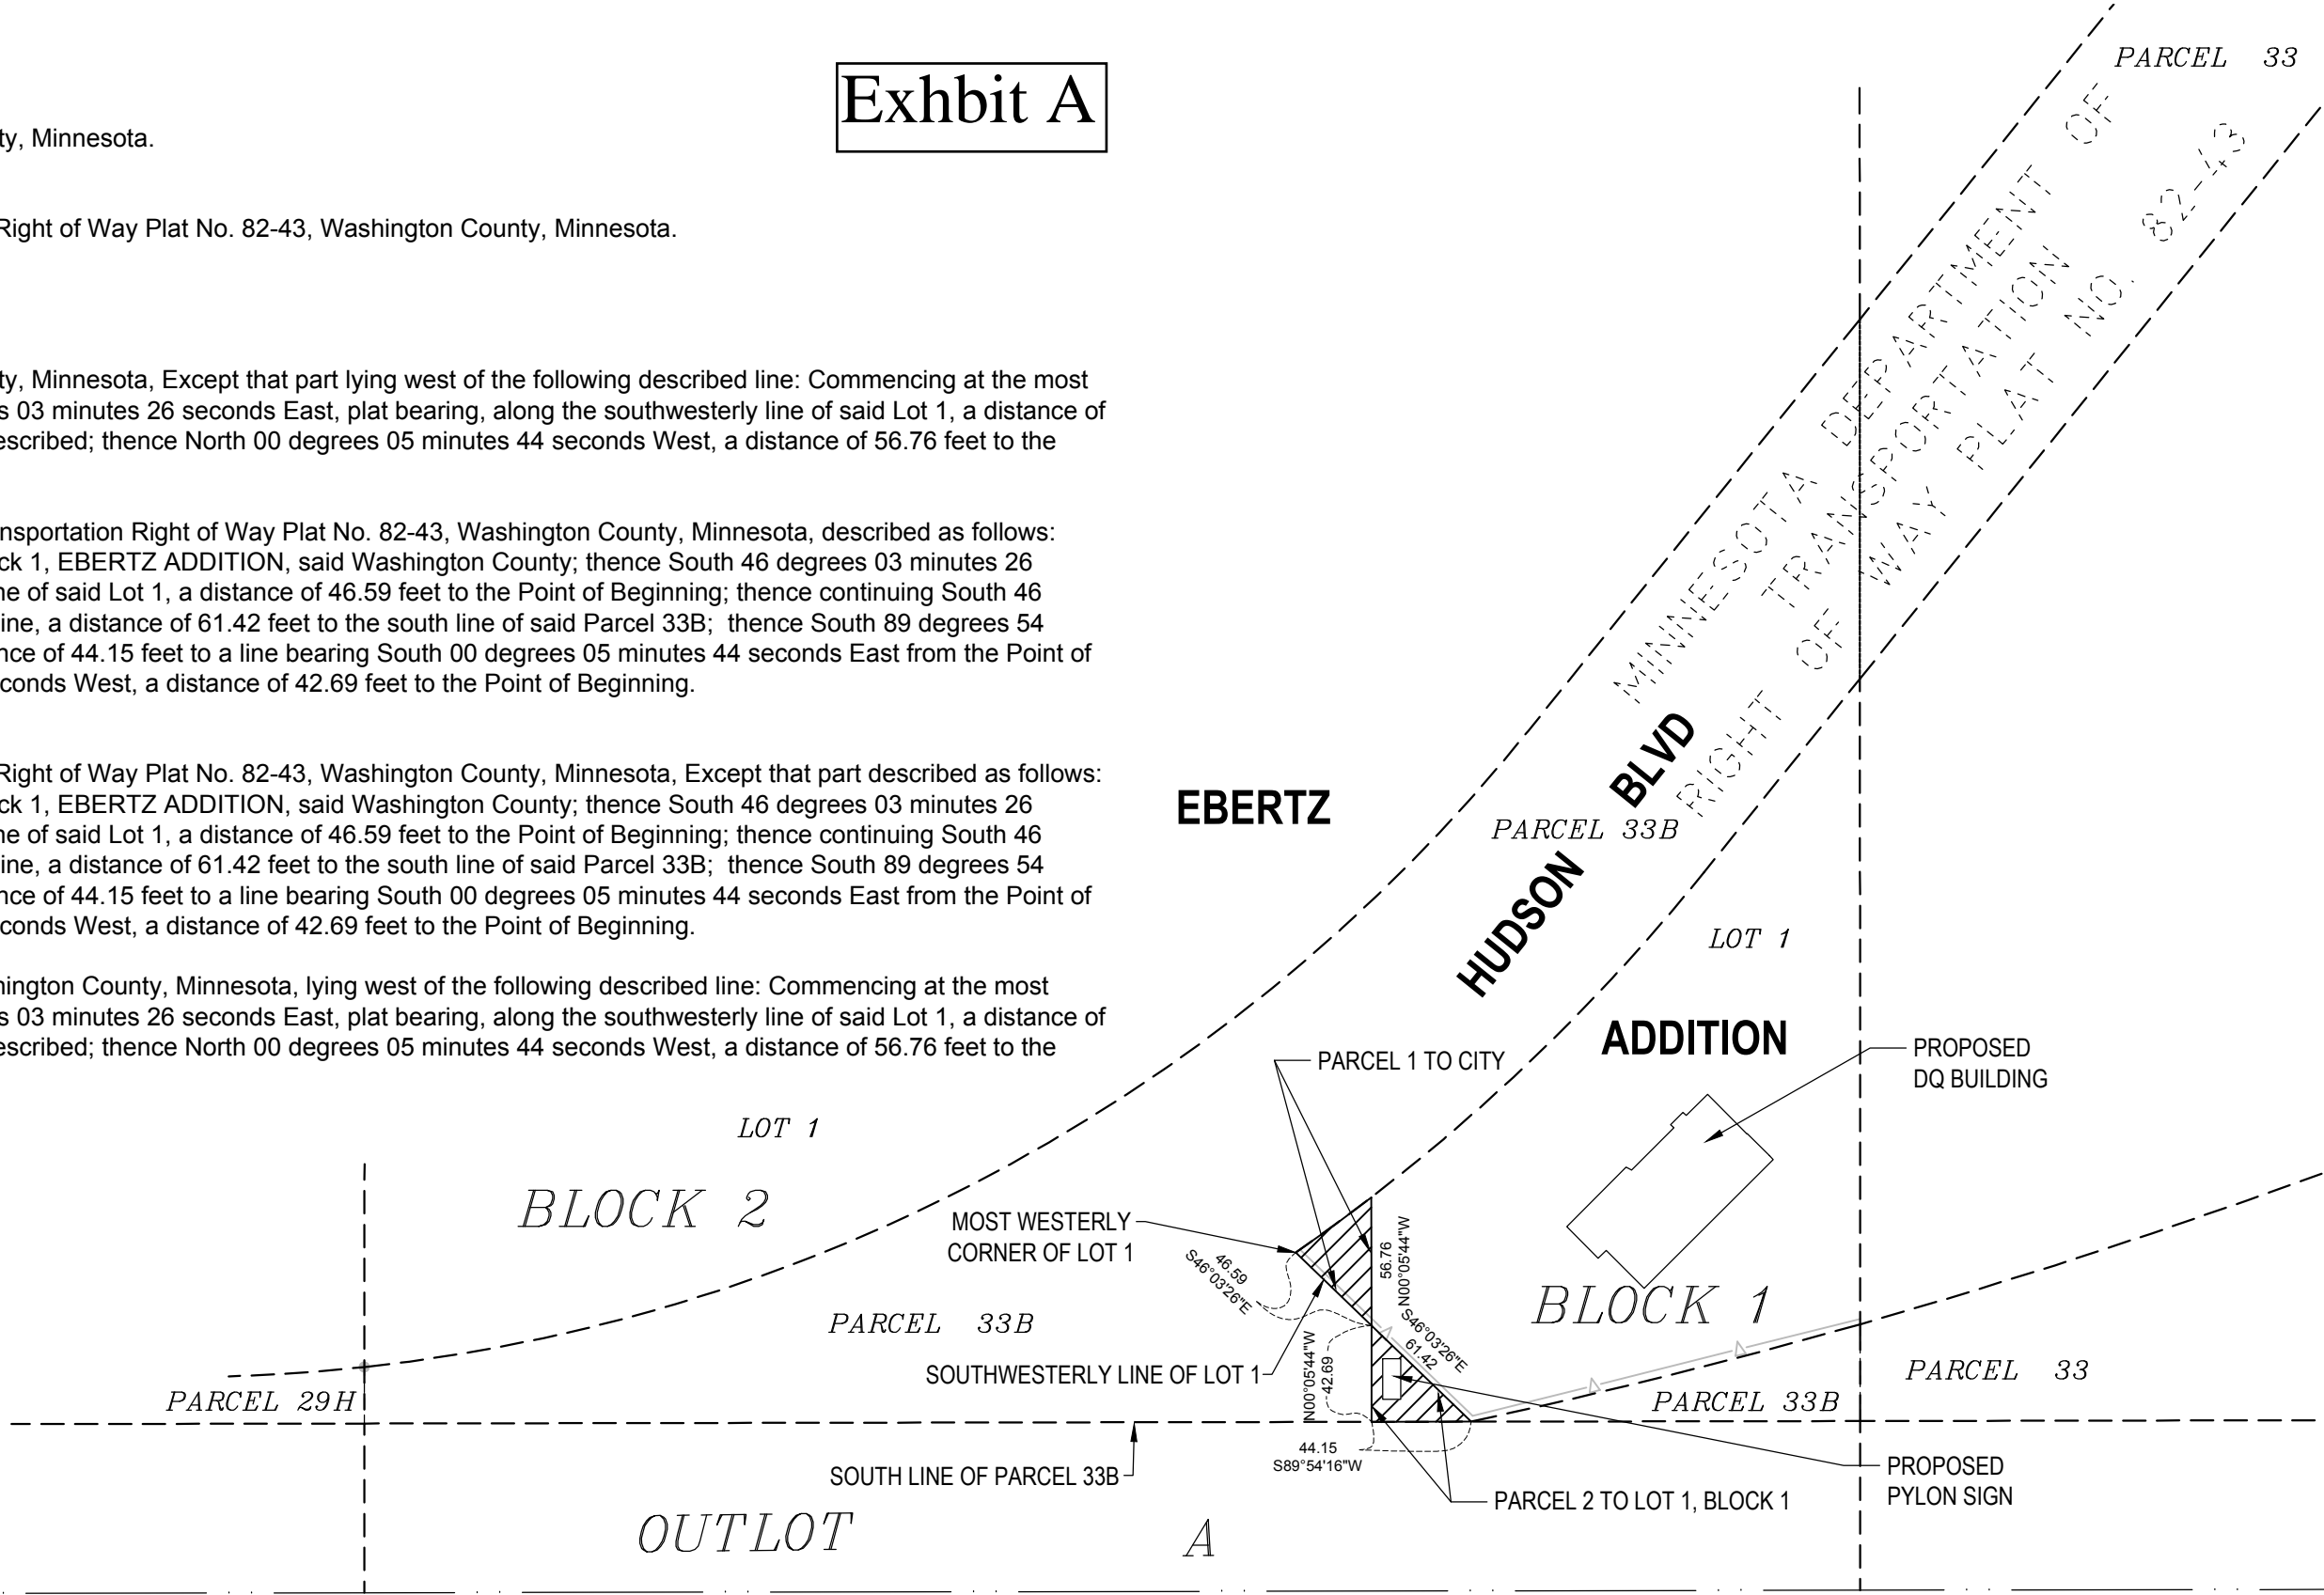 Exhbit A
ty, Minnesota.
Right of Way Plat No. 82-43, Washington County, Minnesota.
ty, Minnesota, Except that part lying west of the following described line: Commencing at the most
s 03 minutes 26 seconds East, plat bearing, along the southwesterly line of said Lot 1, a distance of
escribed; thence North 00 degrees 05 minutes 44 seconds West, a distance of 56.76 feet to the
nsportation Right of Way Plat No. 82-43, Washington County, Minnesota, described as follows:
ck 1, EBERTZ ADDITION, said Washington County; thence South 46 degrees 03 minutes 26
ne of said Lot 1, a distance of 46.59 feet to the Point of Beginning; thence continuing South 46
line, a distance of 61.42 feet to the south line of said Parcel 33B; thence South 89 degrees 54
nce of 44.15 feet to a line bearing South 00 degrees 05 minutes 44 seconds East from the Point of
conds West, a distance of 42.69 feet to the Point of Beginning.
Right of Way Plat No. 82-43, Washington County, Minnesota, Except that part described as follows:
ck 1, EBERTZ ADDITION, said Washington County; thence South 46 degrees 03 minutes 26
ne of said Lot 1, a distance of 46.59 feet to the Point of Beginning; thence continuing South 46
line, a distance of 61.42 feet to the south line of said Parcel 33B; thence South 89 degrees 54
nce of 44.15 feet to a line bearing South 00 degrees 05 minutes 44 seconds East from the Point of
conds West, a distance of 42.69 feet to the Point of Beginning.
hington County, Minnesota, lying west of the following described line: Commencing at the most
s 03 minutes 26 seconds East, plat bearing, along the southwesterly line of said Lot 1, a distance of
escribed; thence North 00 degrees 05 minutes 44 seconds West, a distance of 56.76 feet to the
PARCEL 33
MINNESOTA DEPARTMENT OF
TRANSPORTATION
RIGHT OF WAY PLAT NO. 82-43
EBERTZ
HUDSON BLVD
PARCEL 33B
LOT 1
ADDITION
PARCEL 1 TO CITY
PROPOSED
DQ BUILDING
LOT 1
BLOCK 2
MOST WESTERLY
CORNER OF LOT 1
46.59
S46°03'26"E
56.76
N00°05'44"W
S46°03'26"E
61.42
BLOCK 1
PARCEL 33B
SOUTHWESTERLY LINE OF LOT 1
N00°05'44"W
42.69
PARCEL 29H
PARCEL 33
PARCEL 33B
44.15
S89°54'16"W
SOUTH LINE OF PARCEL 33B
PARCEL 2 TO LOT 1, BLOCK 1
PROPOSED
PYLON SIGN
OUTLOT A